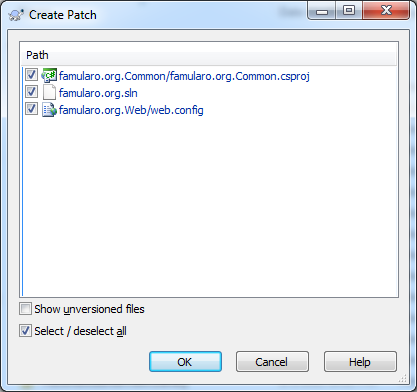 Create Patch
Path
famularo.org.Common/famularo.org.Common.csproj
famularo.org.sln
famularo.org.Web/web.config
Show unversioned files
Select / deselect all
OK
Cancel
Help